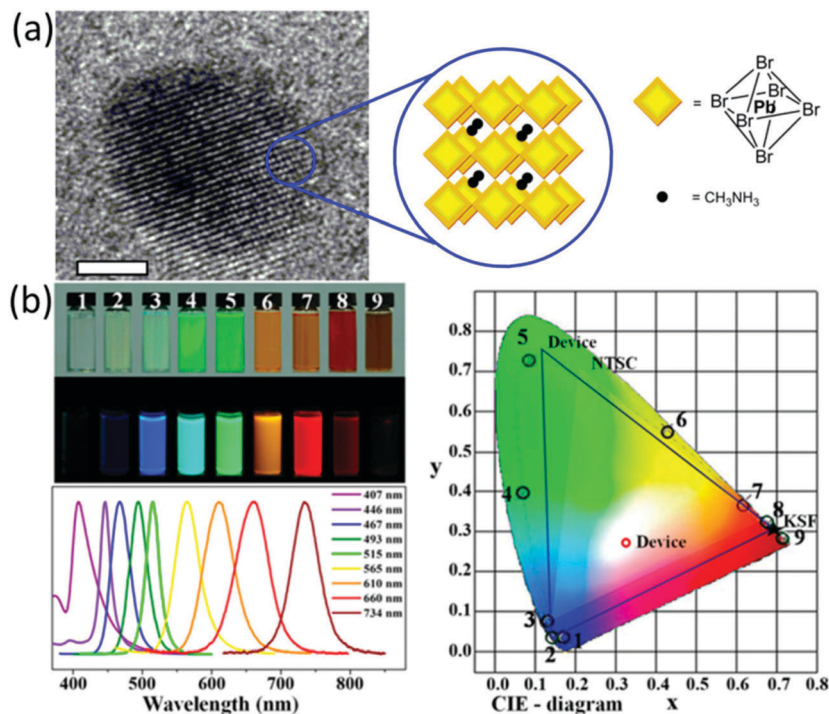 (a)
Br
Br
Br
Pb
Br
Br
Br
=
= CH₃NH₃
(b)
1 2 3 4 5 6 7 8 9
407 nm
446 nm
467 nm
493 nm
515 nm
565 nm
610 nm
660 nm
734 nm
400 500 600 700 800
Wavelength (nm)
0.8
0.7
0.6
0.5
0.4
0.3
0.2
0.1
0.0
y
5
Device
NTSC
6
4
7
8
KSF
9
Device
3
2
1
0.0 0.1 0.2 0.3 0.4 0.5 0.6 0.7 0.8
CIE - diagram x